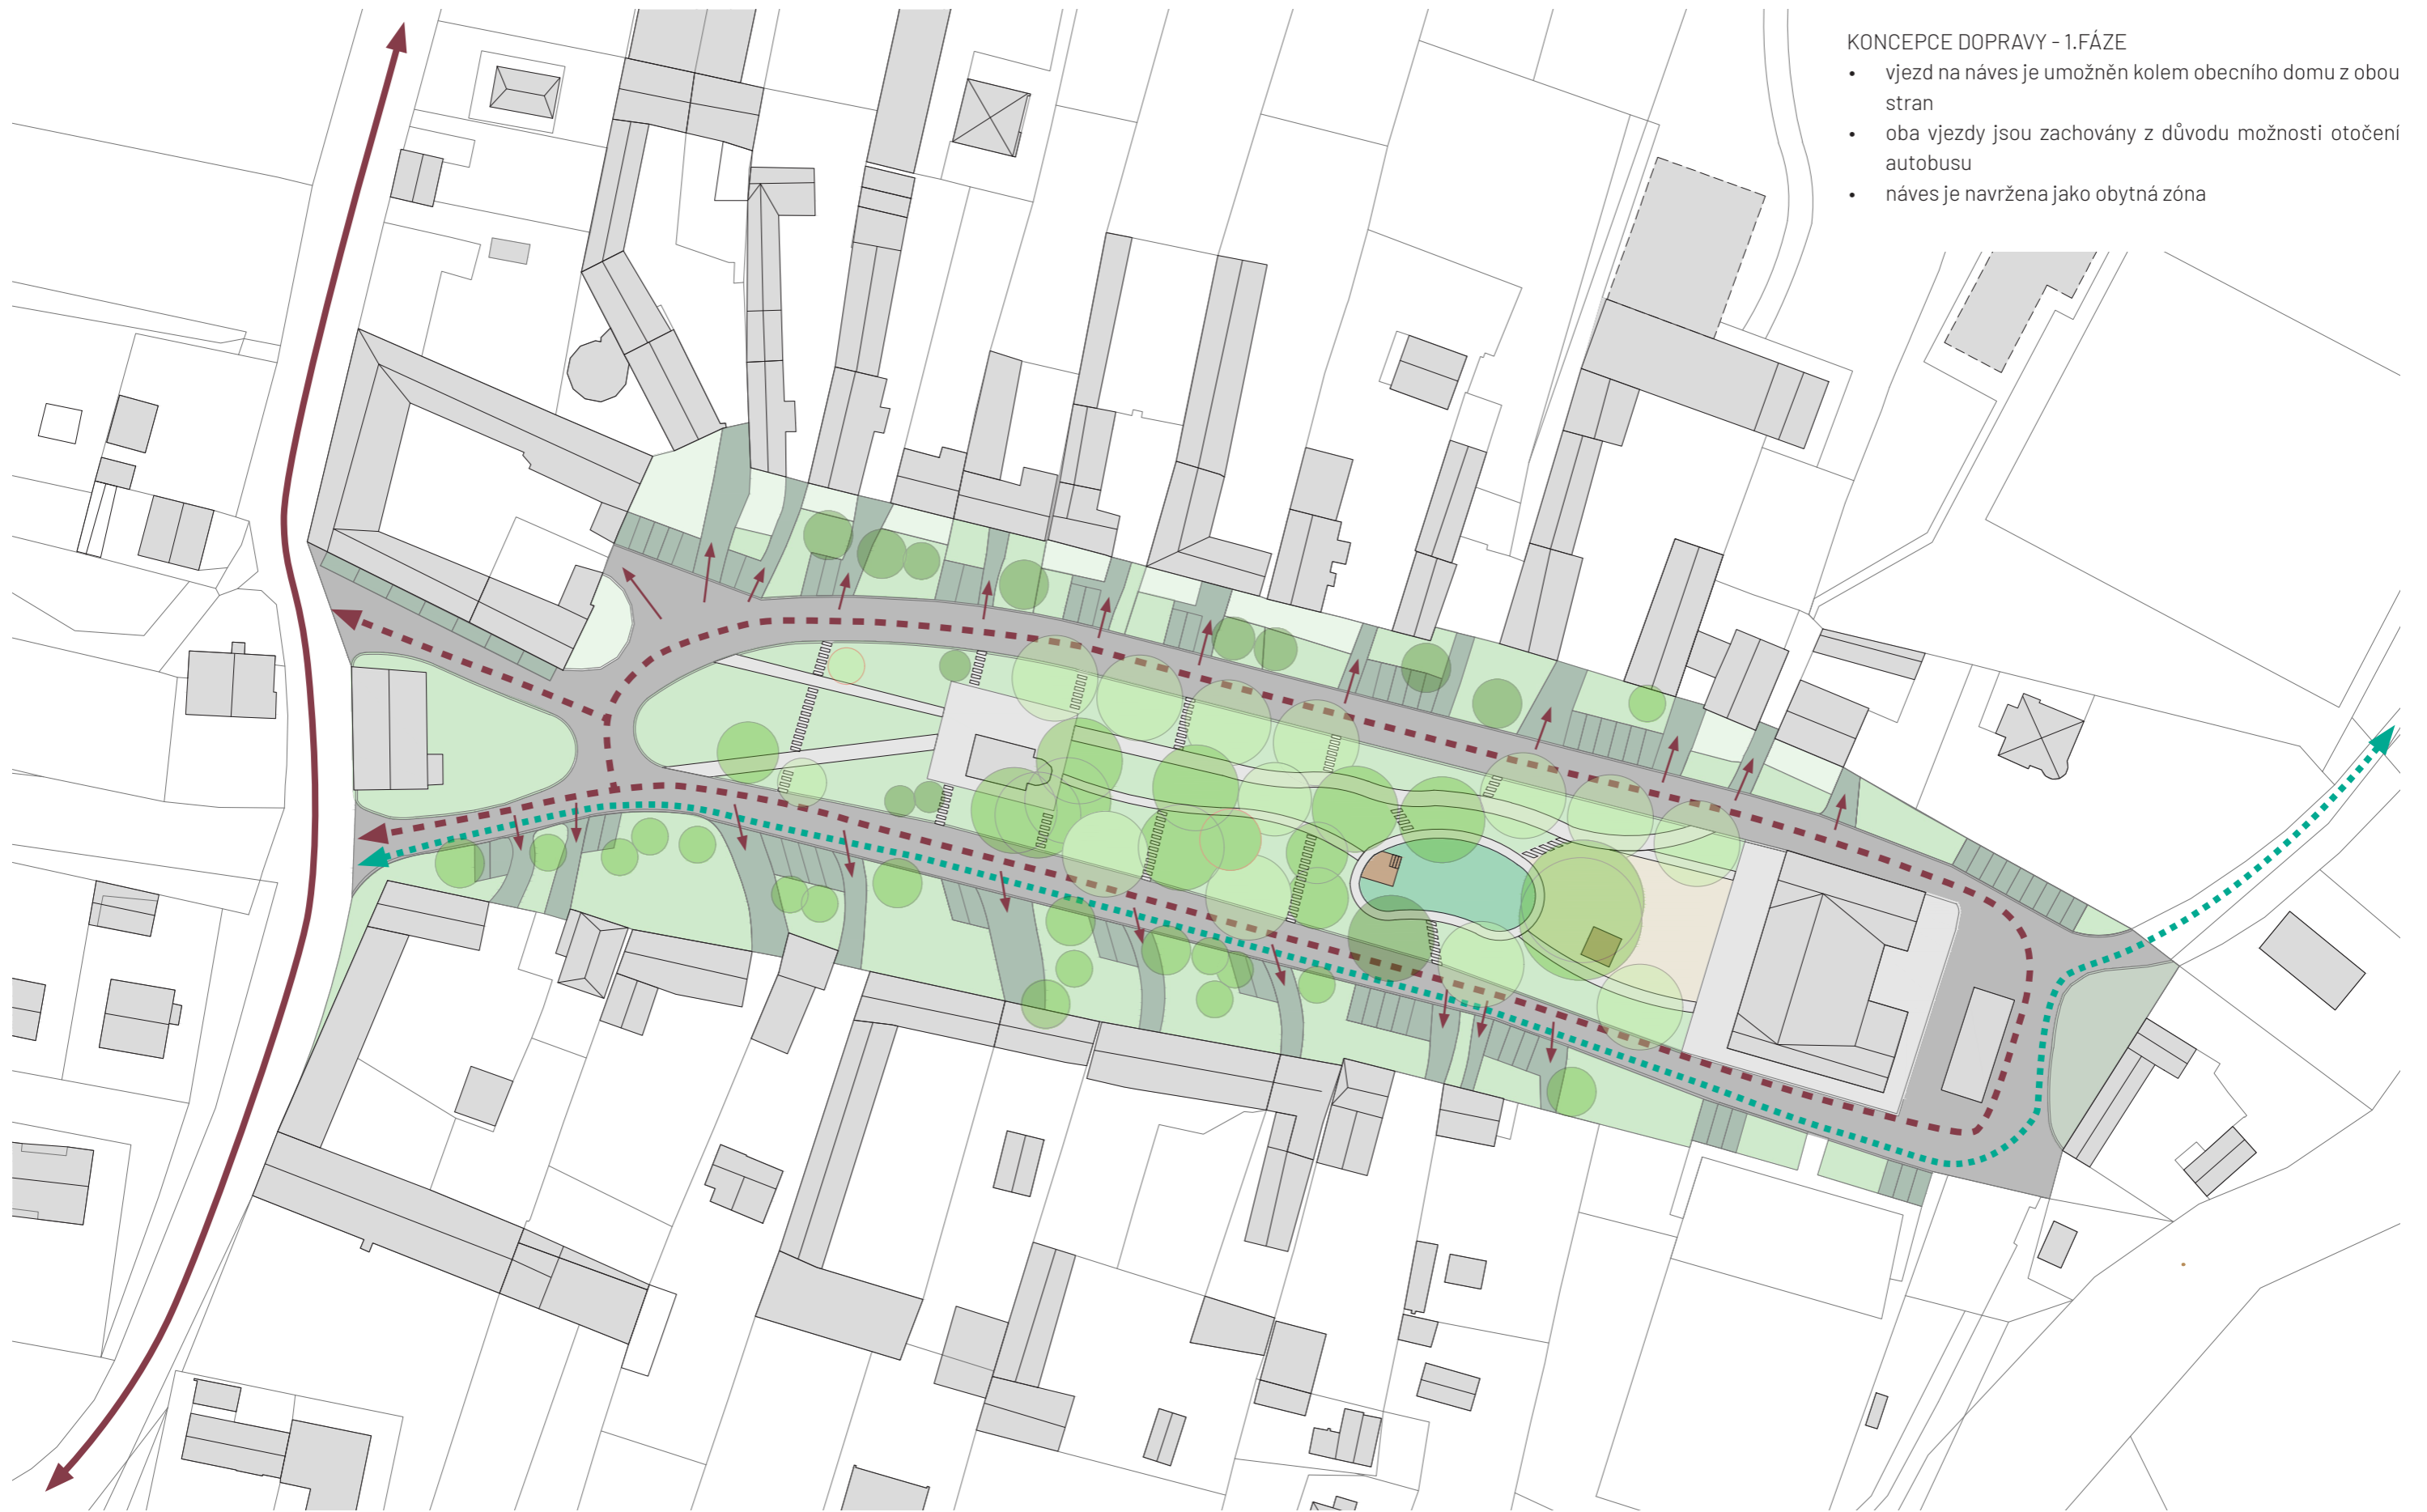 KONCEPCE DOPRAVY - 1.FÁZE
• vjezd na náves je umožněn kolem obecního domu z obou
stran
• oba vjezdy jsou zachovány z důvodu možnosti otočení
autobusu
• náves je navržena jako obytná zóna